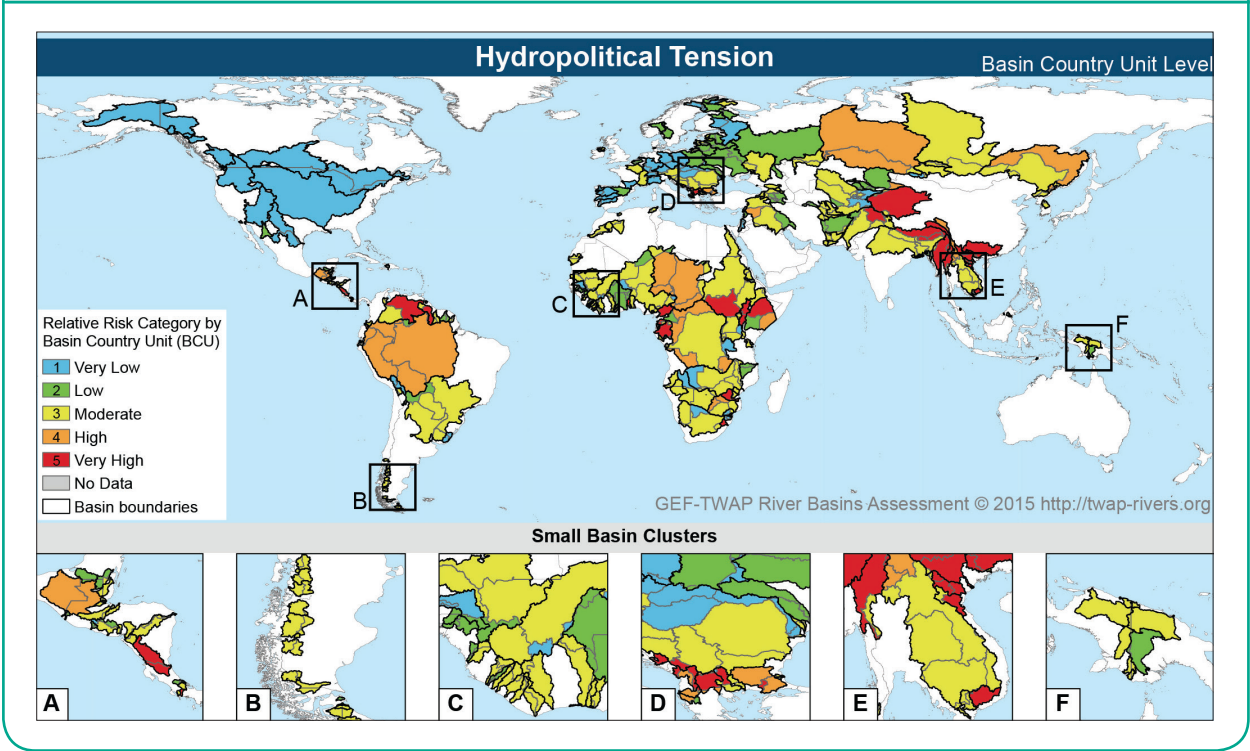 Hydropolitical Tension
Basin Country Unit Level
A
B
C
D
E
F
Relative Risk Category by
Basin Country Unit (BCU)
1 Very Low
2 Low
3 Moderate
4 High
5 Very High
No Data
Basin boundaries
GEF-TWAP River Basins Assessment © 2015 http://twap-rivers.org
Small Basin Clusters
A
B
C
D
E
F